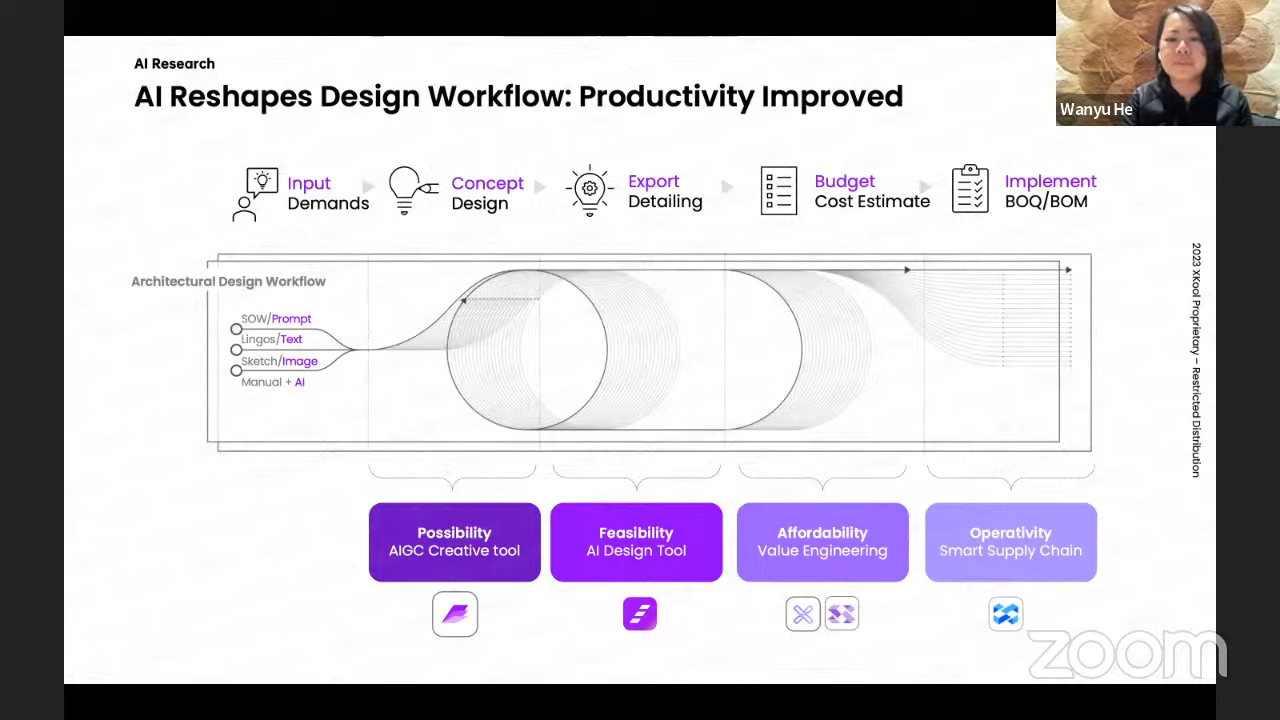 AI Research
AI Reshapes Design Workflow: Productivity Improved
Wanyu He
Input
Demands
Concept
Design
Export
Detailing
Budget
Cost Estimate
Implement
BOQ/BOM
Architectural Design Workflow
SOW/Prompt
Lingos/Text
Sketch/Image
Manual + AI
2023 XKool Proprietary – Restricted Distribution
Possibility
AIGC Creative tool
Feasibility
AI Design Tool
Affordability
Value Engineering
Operativity
Smart Supply Chain
zoom